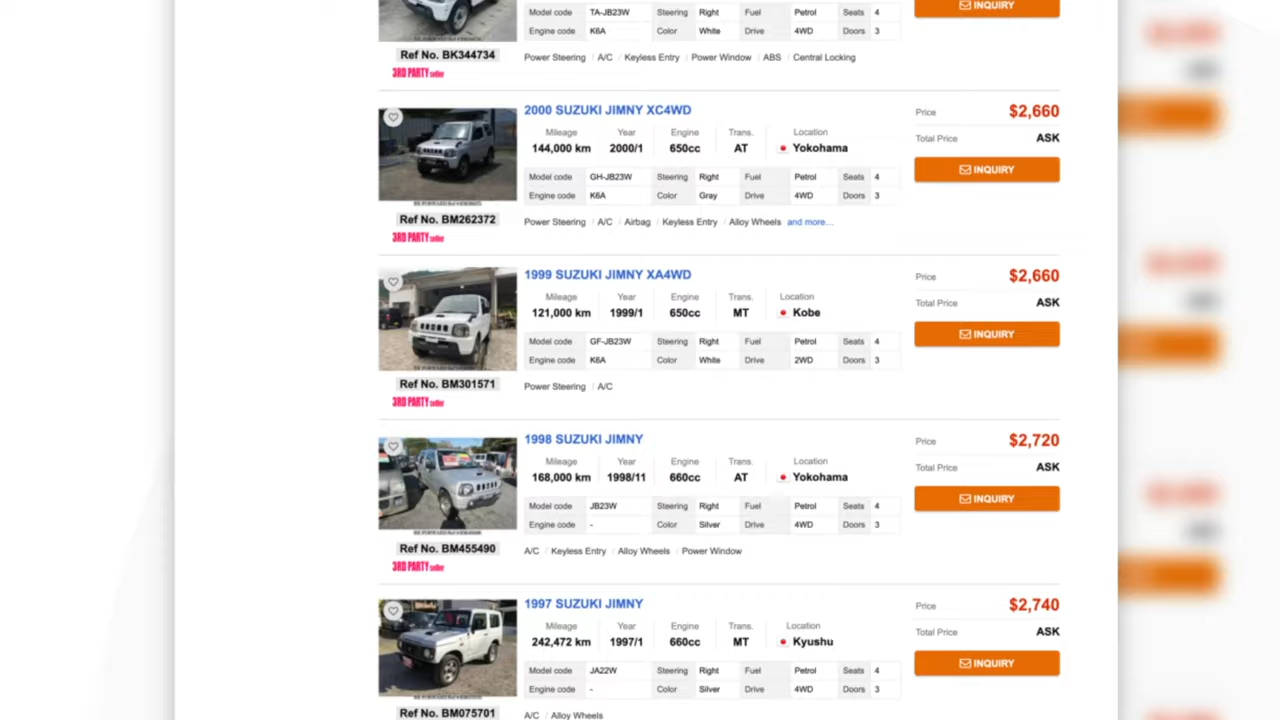 Model code TA-JB23W Steering Right Fuel Petrol Seats 4
INQUIRY
Engine code K6A Color White Drive 4WD Doors 3
Ref No. BK344734
Power Steering / A/C / Keyless Entry / Power Window / ABS / Central Locking
3RD PARTY seller
2000 SUZUKI JIMNY XC4WD
Price $2,660
Mileage Year Engine Trans. Location
144,000 km 2000/1 650cc AT Yokohama
Total Price ASK
INQUIRY
Model code GH-JB23W Steering Right Fuel Petrol Seats 4
Engine code K6A Color Gray Drive 4WD Doors 3
Ref No. BM262372
Power Steering / A/C / Airbag / Keyless Entry / Alloy Wheels and more...
3RD PARTY seller
1999 SUZUKI JIMNY XA4WD
Price $2,660
Mileage Year Engine Trans. Location
121,000 km 1999/1 650cc MT Kobe
Total Price ASK
INQUIRY
Model code GF-JB23W Steering Right Fuel Petrol Seats 4
Engine code K6A Color White Drive 2WD Doors 3
Ref No. BM301571
Power Steering / A/C
3RD PARTY seller
1998 SUZUKI JIMNY
Price $2,720
Mileage Year Engine Trans. Location
168,000 km 1998/11 660cc AT Yokohama
Total Price ASK
INQUIRY
Model code JB23W Steering Right Fuel Petrol Seats 4
Engine code - Color Silver Drive 4WD Doors 3
Ref No. BM455490
A/C / Keyless Entry / Alloy Wheels / Power Window
3RD PARTY seller
1997 SUZUKI JIMNY
Price $2,740
Mileage Year Engine Trans. Location
242,472 km 1997/1 660cc MT Kyushu
Total Price ASK
INQUIRY
Model code JA22W Steering Right Fuel Petrol Seats 4
Engine code - Color Silver Drive 4WD Doors 3
Ref No. BM075701
A/C / Alloy Wheels